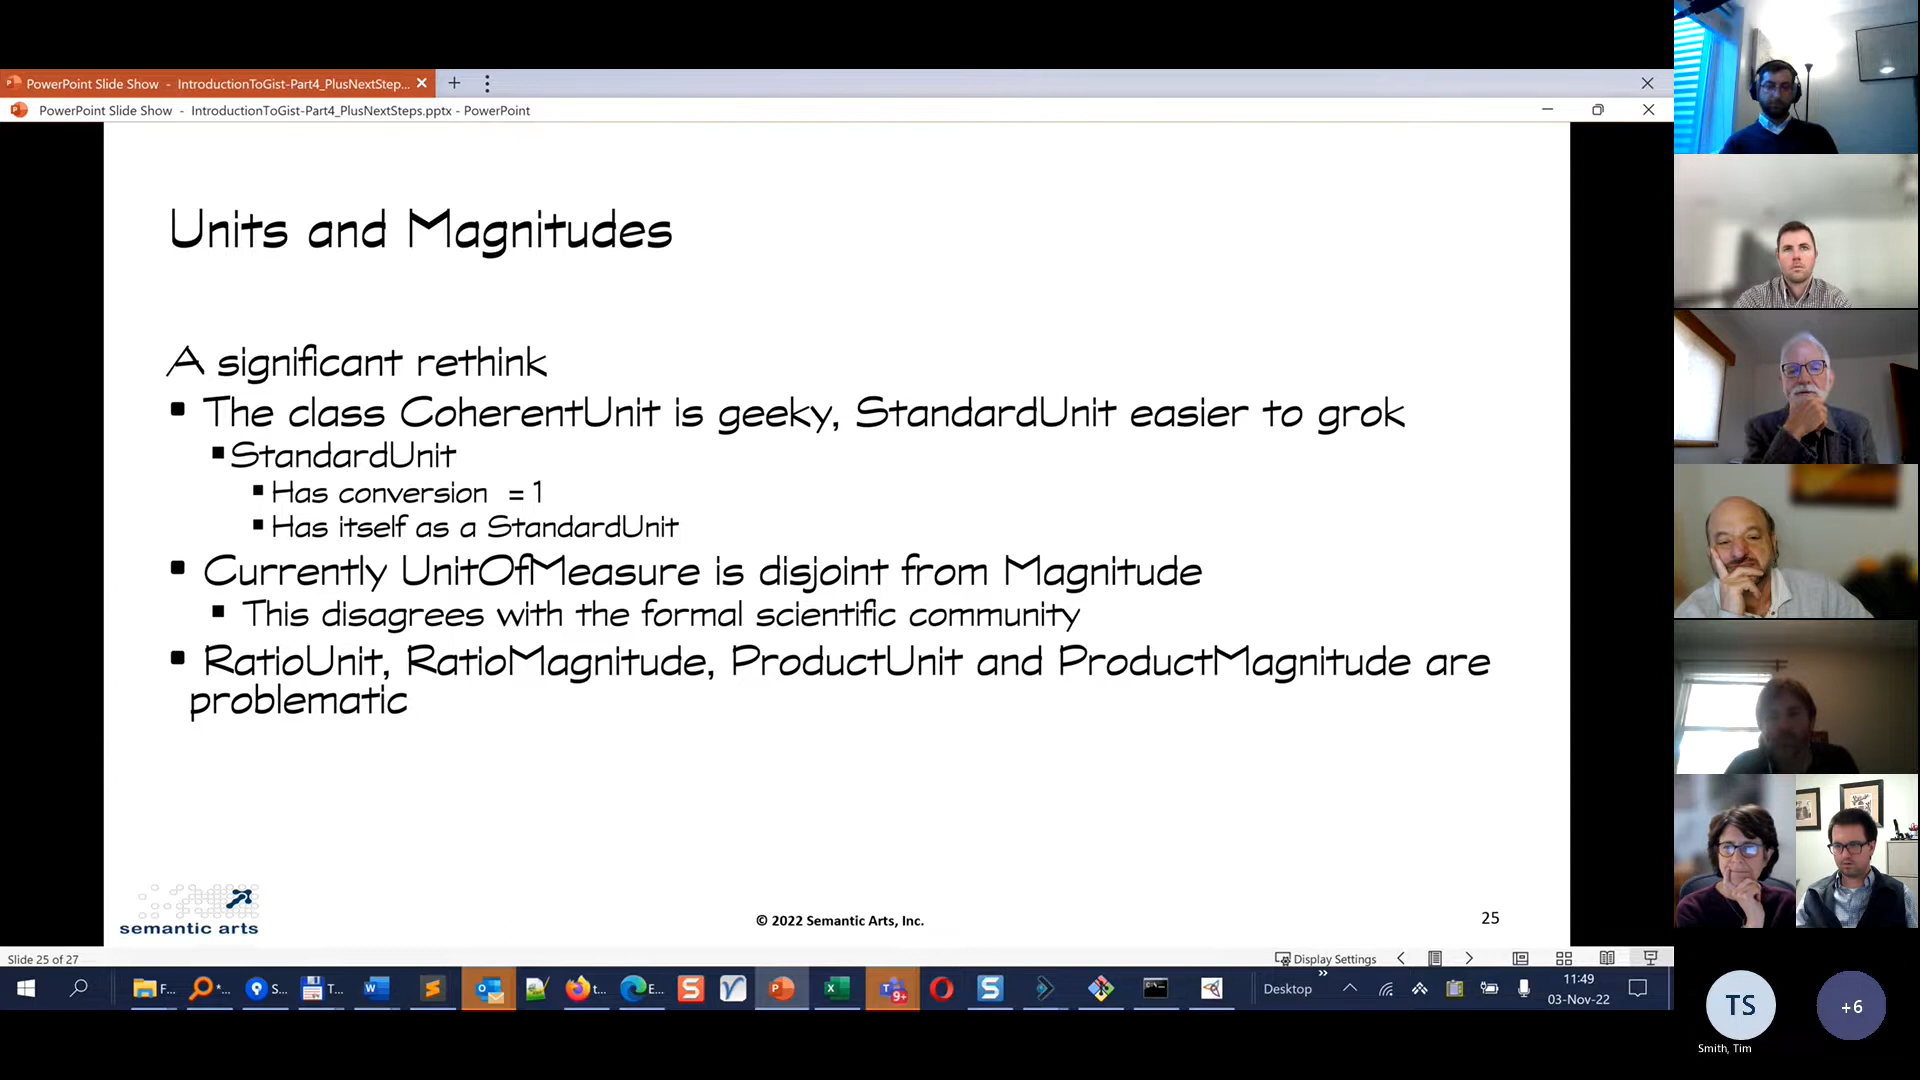 PowerPoint Slide Show - IntroductionToGist-Part4_PlusNextStep...
PowerPoint Slide Show - IntroductionToGist-Part4_PlusNextSteps.pptx - PowerPoint
Units and Magnitudes
A significant rethink
▪ The class CoherentUnit is geeky, StandardUnit easier to grok
▪ StandardUnit
▪ Has conversion = 1
▪ Has itself as a StandardUnit
▪ Currently UnitOfMeasure is disjoint from Magnitude
▪ This disagrees with the formal scientific community
▪ RatioUnit, RatioMagnitude, ProductUnit and ProductMagnitude are
problematic
semantic arts
© 2022 Semantic Arts, Inc.
25
Slide 25 of 27
Display Settings
F...
S...
T...
t...
E...
9+
Desktop
11:49
03-Nov-22
TS
+6
Smith, Tim